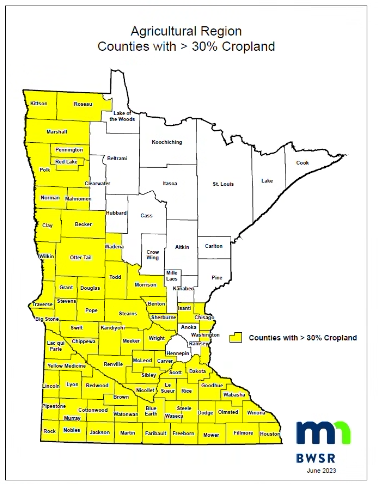 Agricultural Region
Counties with > 30% Cropland
Kittson
Roseau
Lake of
the Woods
Marshall
Koochiching
Pennington
Beltrami
Cook
Red Lake
Polk
Clearwater
Itasa
St. Louis
Lake
Norman
Mahnomen
Hubbard
Cass
Clay
Becker
Wadena
Aitkin
Carlton
Wilkin
Otter Tail
Crow
Wing
Todd
Mille
Lacs
Pine
Grant
Douglas
Morrison
Kanabec
Traverse
Stevens
Benton
Isanti
Big Stone
Pope
Stearns
Sherburne
Chisago
Swift
Kandiyohi
Anoka
Washington
Lac qui
Parle
Chippewa
Meeker
Wright
Ramsey
Hennepin
Counties with > 30% Cropland
Yellow Medicine
Renville
McLeod
Carver
Scott
Dakota
Sibley
Lincoln
Lyon
Redwood
Nicollet
Le
Sueur
Rice
Goodhue
Wabasha
Brown
Pipestone
Murray
Cottonwood
Watonwan
Blue
Earth
Waseca
Steele
Dodge
Olmsted
Winona
Rock
Nobles
Jackson
Martin
Faribault
Freeborn
Mower
Fillmore
Houston
BWSR
June 2023